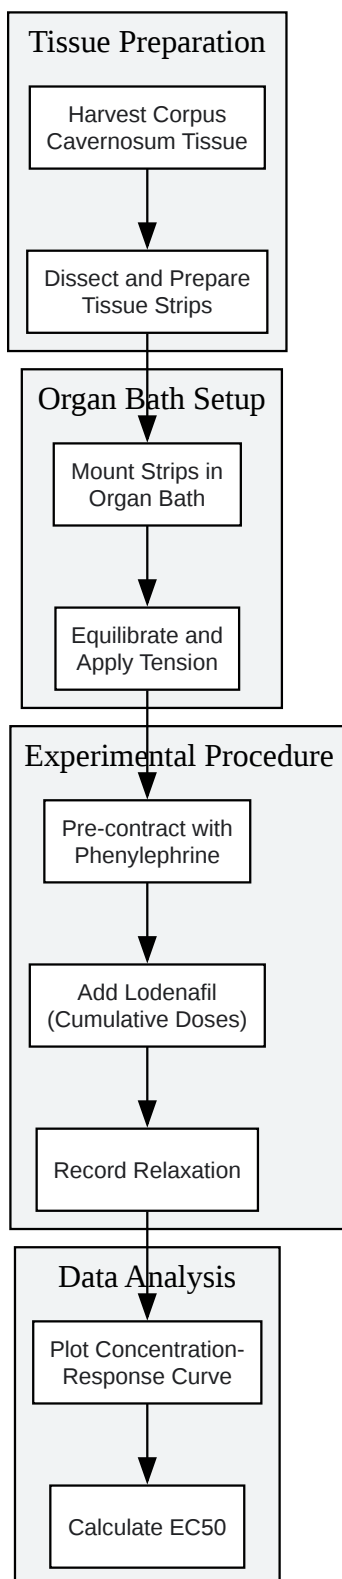 Tissue Preparation
Harvest Corpus
Cavernosum Tissue
Dissect and Prepare
Tissue Strips
Organ Bath Setup
Mount Strips in
Organ Bath
Equilibrate and
Apply Tension
Experimental Procedure
Pre-contract with
Phenylephrine
Add Lodenafil
(Cumulative Doses)
Record Relaxation
Data Analysis
Plot Concentration-
Response Curve
Calculate EC50